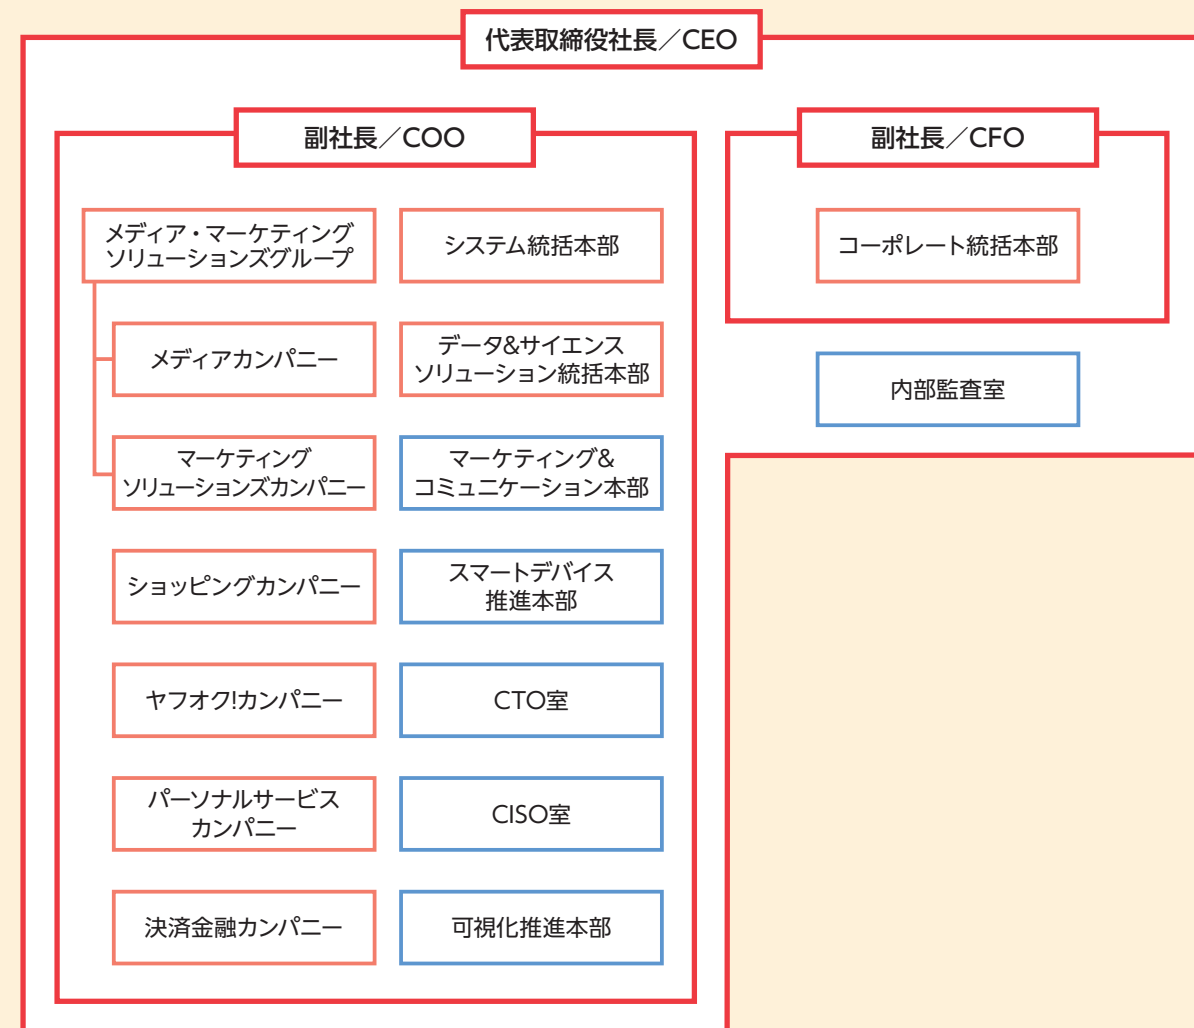 代表取締役社長／CEO
副社長／COO
メディア・マーケティング
ソリューションズグループ
メディアカンパニー
マーケティング
ソリューションズカンパニー
ショッピングカンパニー
ヤフオク!カンパニー
パーソナルサービス
カンパニー
決済金融カンパニー
システム統括本部
データ&サイエンス
ソリューション統括本部
マーケティング&
コミュニケーション本部
スマートデバイス
推進本部
CTO室
CISO室
可視化推進本部
副社長／CFO
コーポレート統括本部
内部監査室